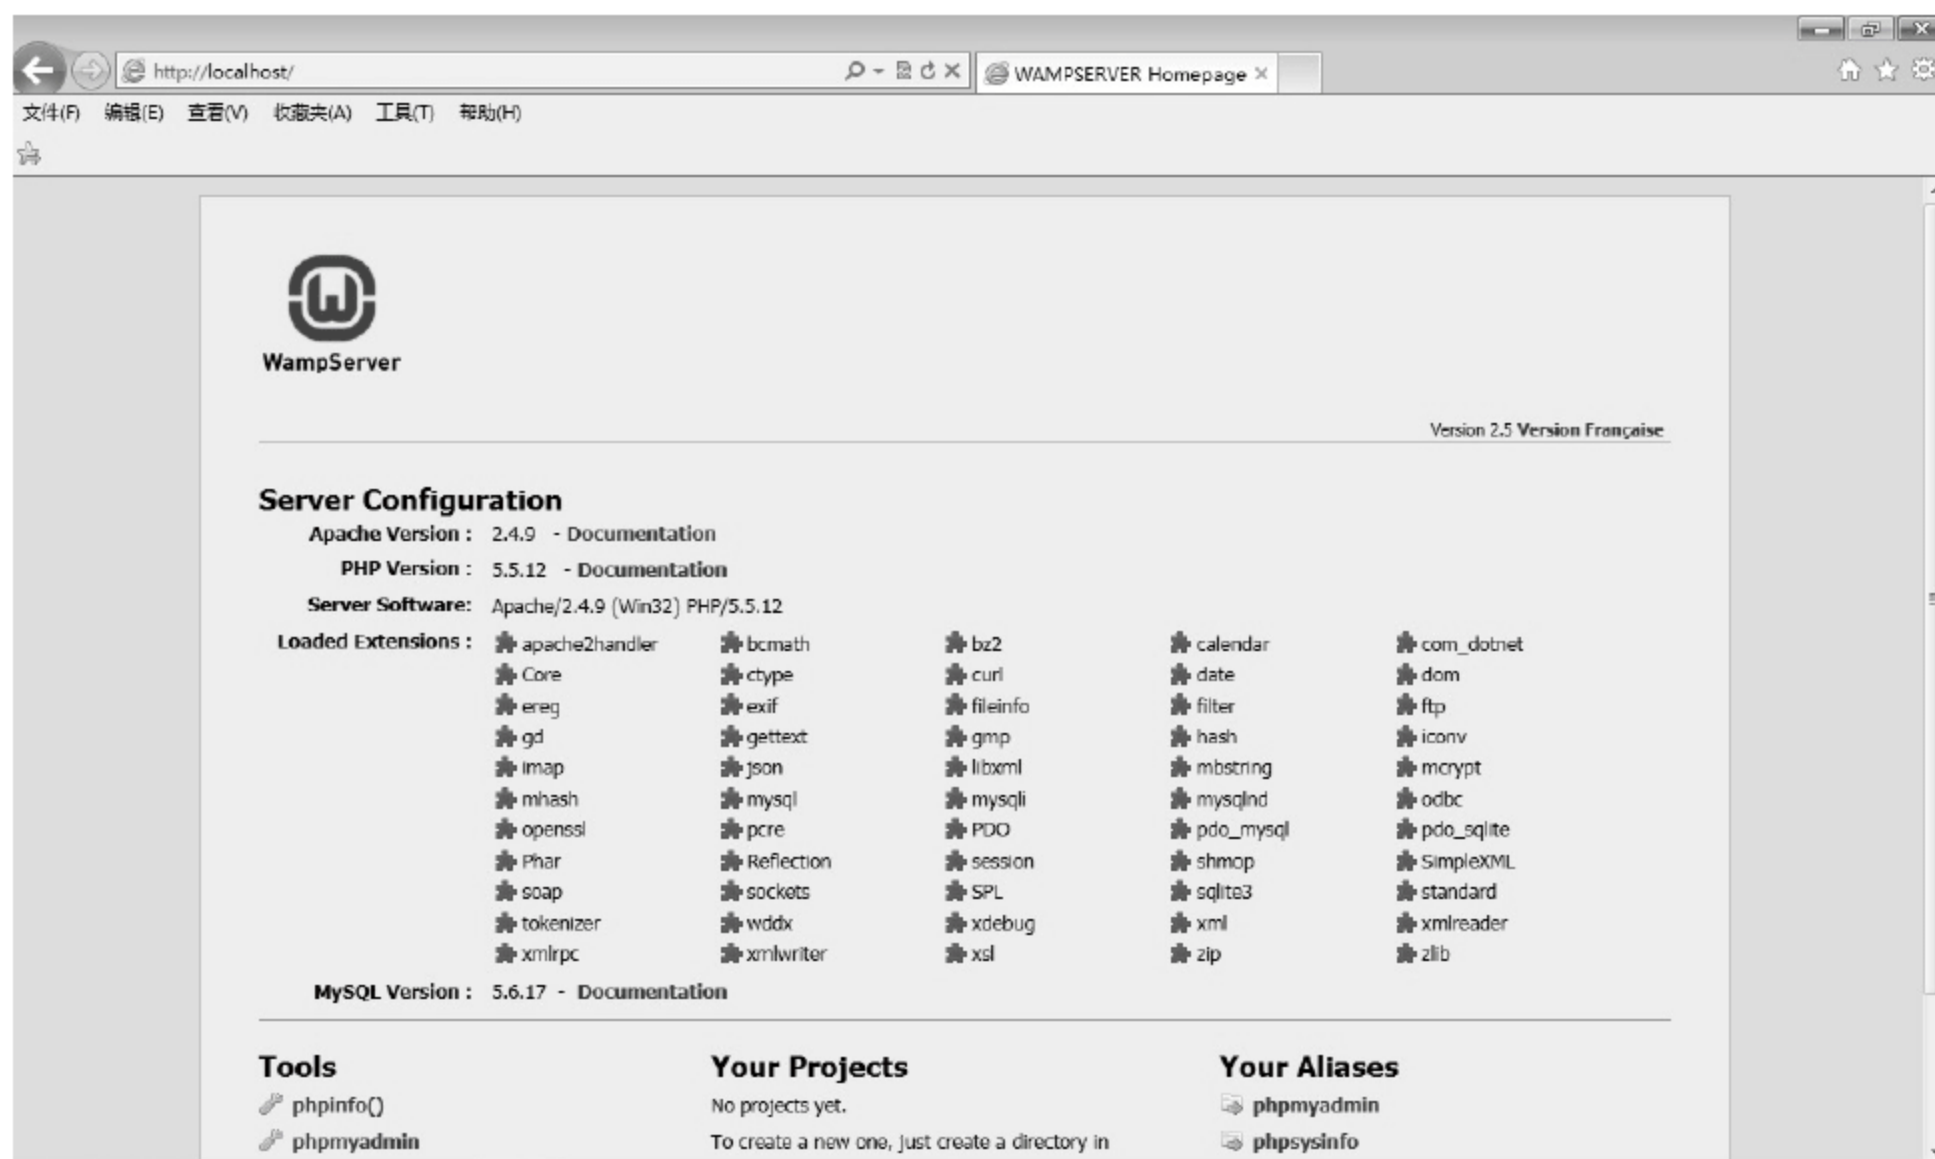 http://localhost/
WAMPSERVER Homepage
文件(F) 编辑(E) 查看(V) 收藏夹(A) 工具(T) 帮助(H)
WampServer
Version 2.5 Version Française
Server Configuration
Apache Version : 2.4.9 - Documentation
PHP Version : 5.5.12 - Documentation
Server Software: Apache/2.4.9 (Win32) PHP/5.5.12
Loaded Extensions : apache2handler bcmath bz2 calendar com_dotnet
Core ctype curl date dom
ereg exif fileinfo filter ftp
gd gettext gmp hash iconv
imap json libxml mbstring mcrypt
mhash mysql mysqli mysqlnd odbc
openssl pcre PDO pdo_mysql pdo_sqlite
Phar Reflection session shmop SimpleXML
soap sockets SPL sqlite3 standard
tokenizer wddx xdebug xml xmlreader
xmlrpc xmlwriter xsl zip zlib
MySQL Version : 5.6.17 - Documentation
Tools
phpinfo()
phpmyadmin
Your Projects
No projects yet.
To create a new one, just create a directory in
Your Aliases
phpmyadmin
phpsysinfo